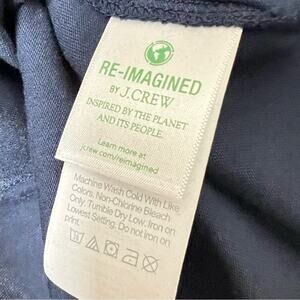 RE-IMAGINED
BY J.CREW
INSPIRED BY THE PLANET
AND ITS PEOPLE.
Learn more at
jcrew.com/reimagined
Machine Wash Cold With Like
Colors. Non-Chlorine Bleach
Only. Tumble Dry Low. Iron on
Lowest Setting. Do not Iron on
print.